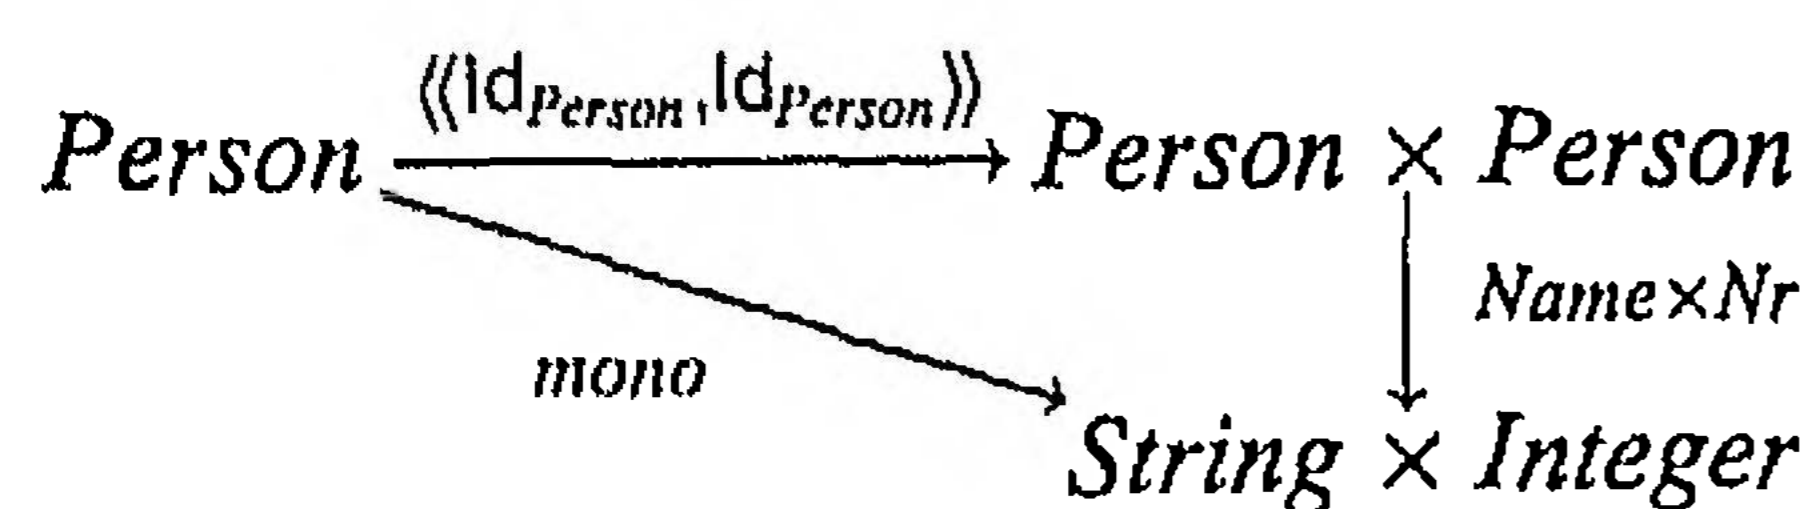 ⟨⟨Id_Person,Id_Person⟩⟩
Person → Person × Person
Name×Nr
mono
String × Integer